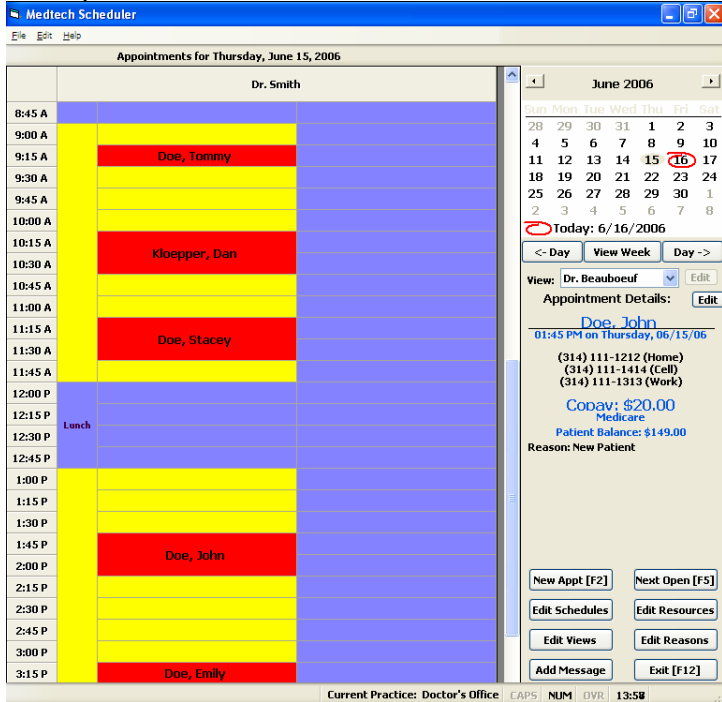 Medtech Scheduler
File Edit Help
Appointments for Thursday, June 15, 2006
Dr. Smith
8:45 A
9:00 A
9:15 A Doe, Tommy
9:30 A
9:45 A
10:00 A
10:15 A
Kloepper, Dan
10:30 A
10:45 A
11:00 A
11:15 A
Doe, Stacey
11:30 A
11:45 A
12:00 P
12:15 P
Lunch
12:30 P
12:45 P
1:00 P
1:15 P
1:30 P
1:45 P
Doe, John
2:00 P
2:15 P
2:30 P
2:45 P
3:00 P
3:15 P Doe, Emily
June 2006
Sun Mon Tue Wed Thu Fri Sat
28 29 30 31 1 2 3
4 5 6 7 8 9 10
11 12 13 14 15 16 17
18 19 20 21 22 23 24
25 26 27 28 29 30 1
2 3 4 5 6 7 8
Today: 6/16/2006
<- Day View Week Day ->
View: Dr. Beauboeuf Edit
Appointment Details: Edit
Doe, John
01:45 PM on Thursday, 06/15/06
(314) 111-1212 (Home)
(314) 111-1414 (Cell)
(314) 111-1313 (Work)
Copay: $20.00
Medicare
Patient Balance: $149.00
Reason: New Patient
New Appt [F2] Next Open [F5]
Edit Schedules Edit Resources
Edit Views Edit Reasons
Add Message Exit [F12]
Current Practice: Doctor's Office CAPS NUM OVR 13:58